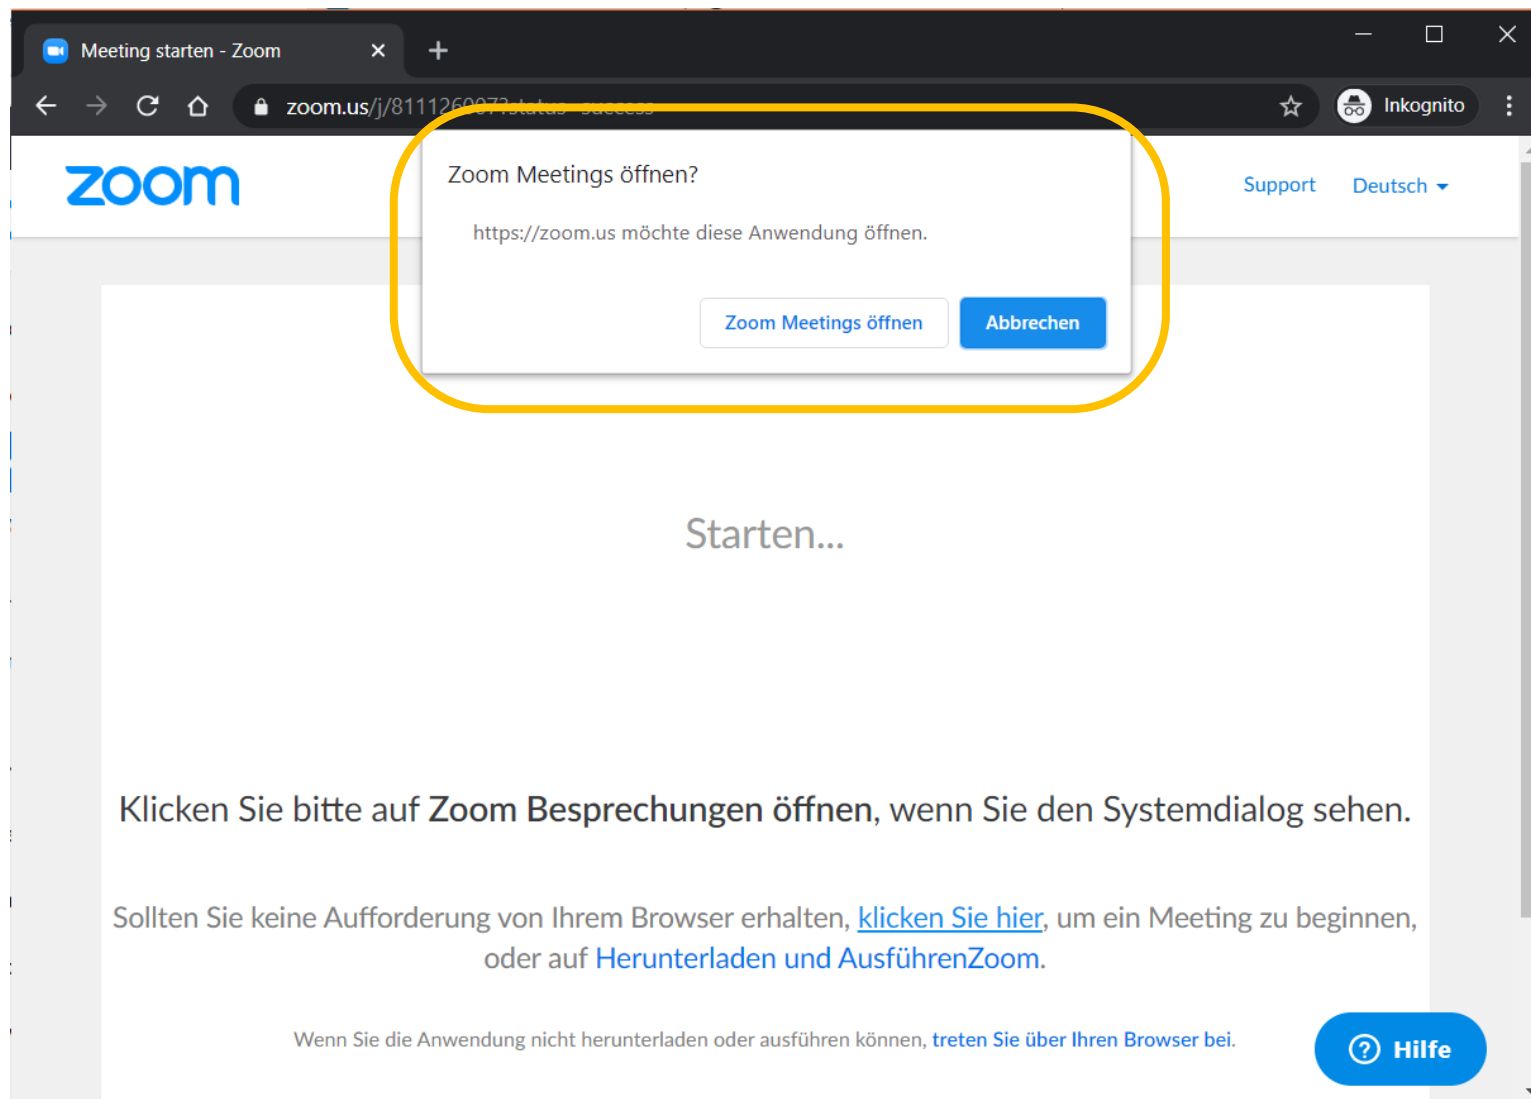 Meeting starten - Zoom
zoom.us/j/811126007?status=success
Inkognito
zoom
Support
Deutsch
Zoom Meetings öffnen?
https://zoom.us möchte diese Anwendung öffnen.
Zoom Meetings öffnen
Abbrechen
Starten...
Klicken Sie bitte auf Zoom Besprechungen öffnen, wenn Sie den Systemdialog sehen.
Sollten Sie keine Aufforderung von Ihrem Browser erhalten, klicken Sie hier, um ein Meeting zu beginnen,
oder auf Herunterladen und AusführenZoom.
Wenn Sie die Anwendung nicht herunterladen oder ausführen können, treten Sie über Ihren Browser bei.
Hilfe